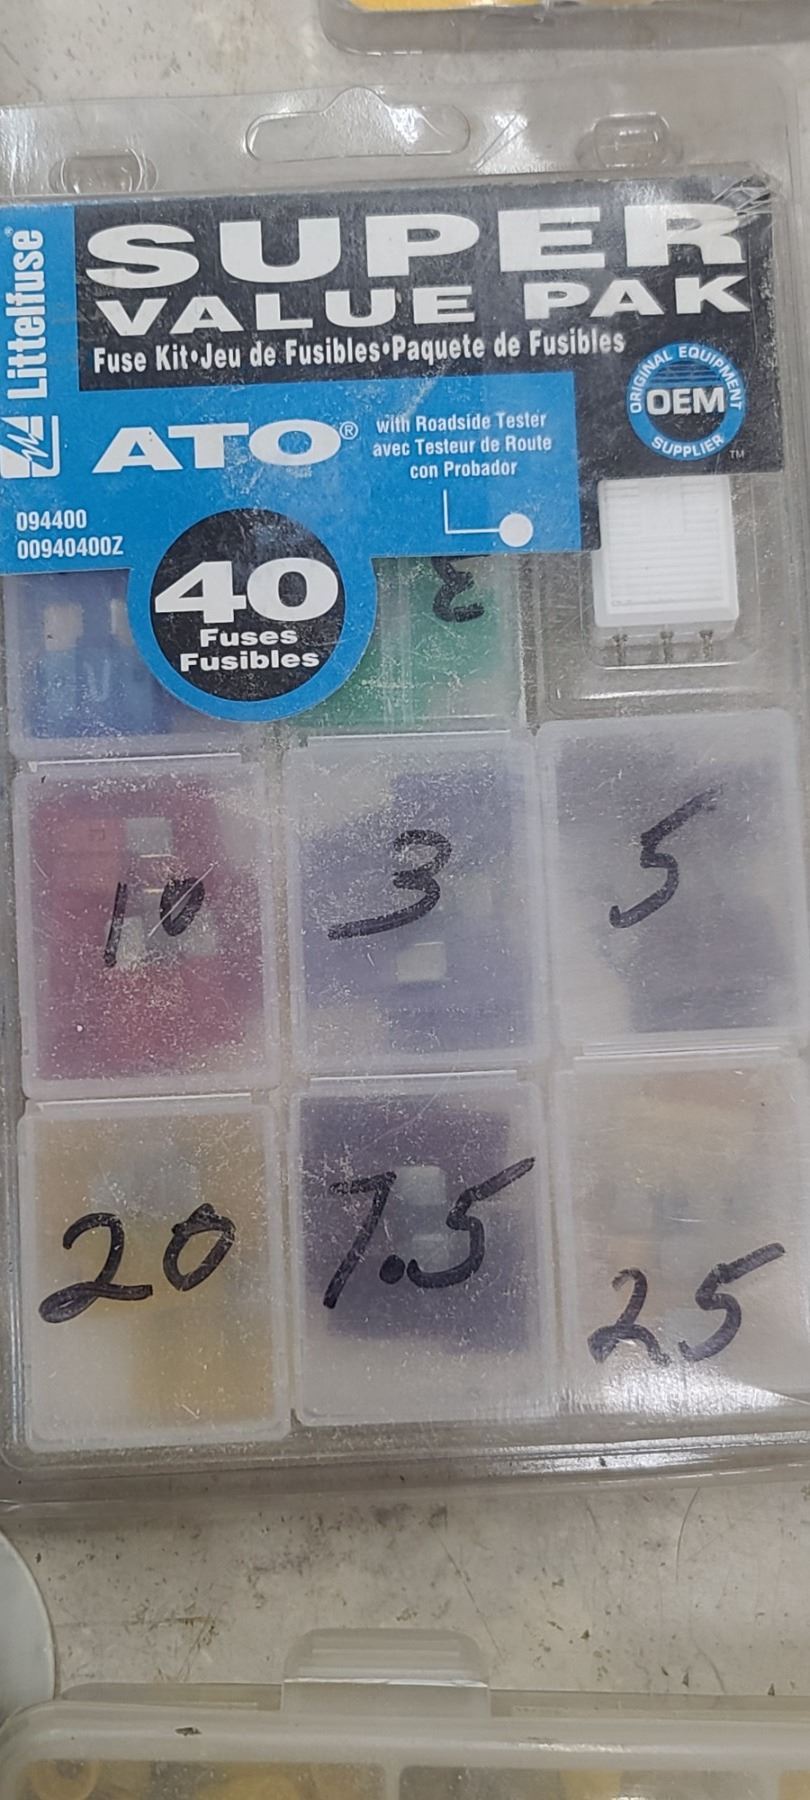 Littelfuse®
SUPER
VALUE PAK
Fuse Kit•Jeu de Fusibles•Paquete de Fusibles
ORIGINAL EQUIPMENT
OEM
SUPPLIER™
ATO®
with Roadside Tester
avec Testeur de Route
con Probador
094400
00940400Z
40
Fuses
Fusibles
10
3
5
20
7.5
25